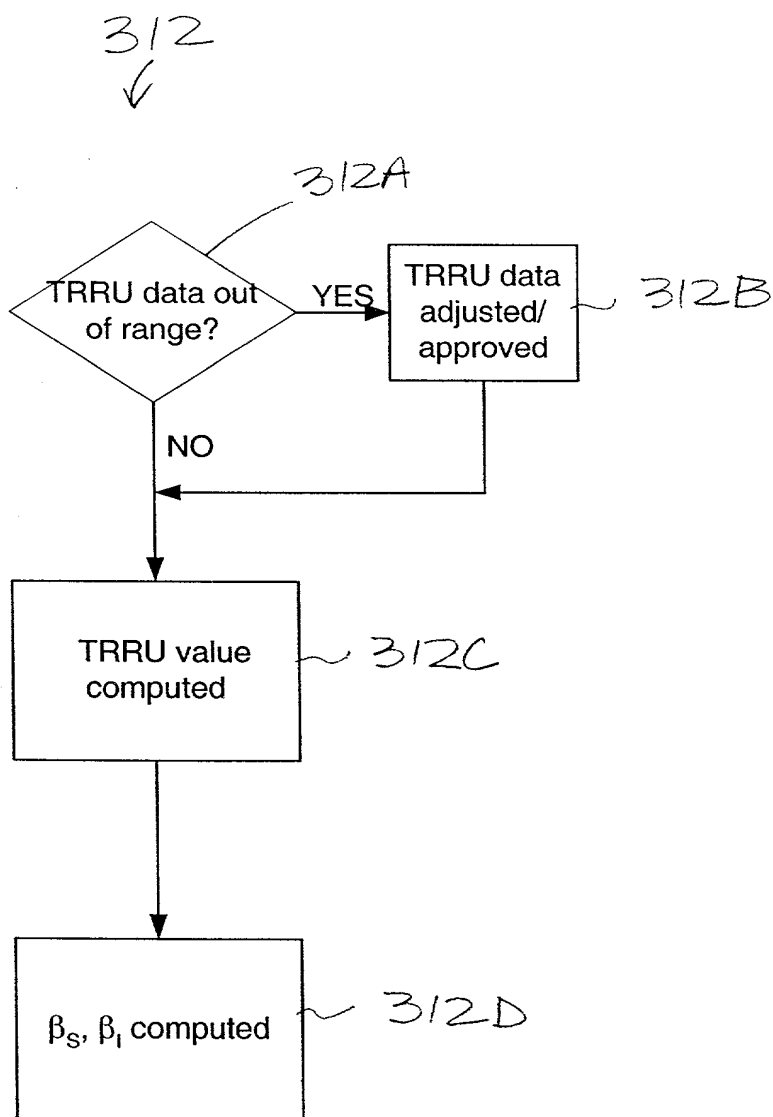 312
312A
TRRU data out
of range?
YES
TRRU data
adjusted/
approved
312B
NO
TRRU value
computed
312C
βS, βI computed
312D